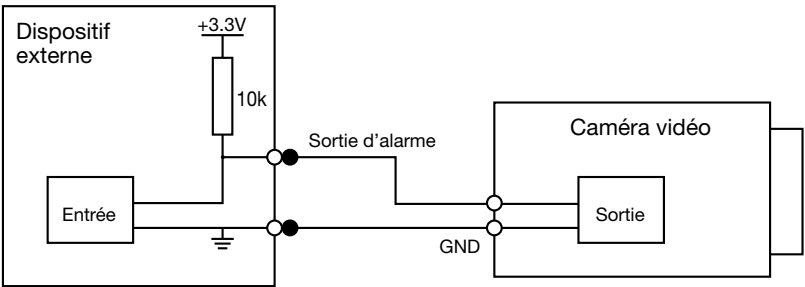 Dispositif
externe
+3.3V
10k
Sortie d'alarme
Caméra vidéo
Entrée
Sortie
GND